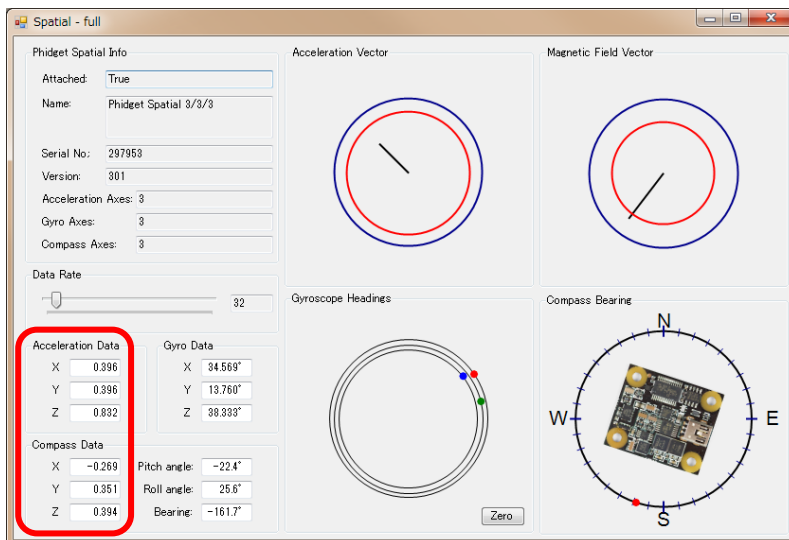 Spatial - full
Phidget Spatial Info
Attached: True
Name: Phidget Spatial 3/3/3
Serial No: 297953
Version: 301
Acceleration Axes: 3
Gyro Axes: 3
Compass Axes: 3
Data Rate
32
Acceleration Data
X 0.396
Y 0.396
Z 0.832
Gyro Data
X 34.569°
Y 13.760°
Z 38.333°
Compass Data
X -0.269
Y 0.351
Z 0.394
Pitch angle: -22.4°
Roll angle: 25.6°
Bearing: -161.7°
Acceleration Vector
Magnetic Field Vector
Gyroscope Headings
Zero
Compass Bearing
N
W
E
S